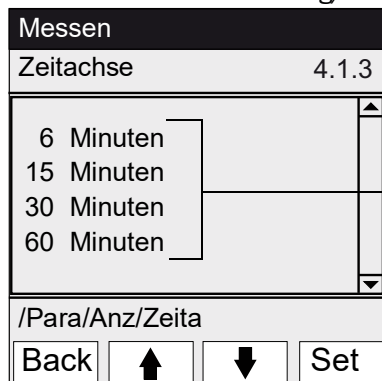 Messen
Zeitachse 4.1.3
6 Minuten
15 Minuten
30 Minuten
60 Minuten
/Para/Anz/Zeita
Back Set